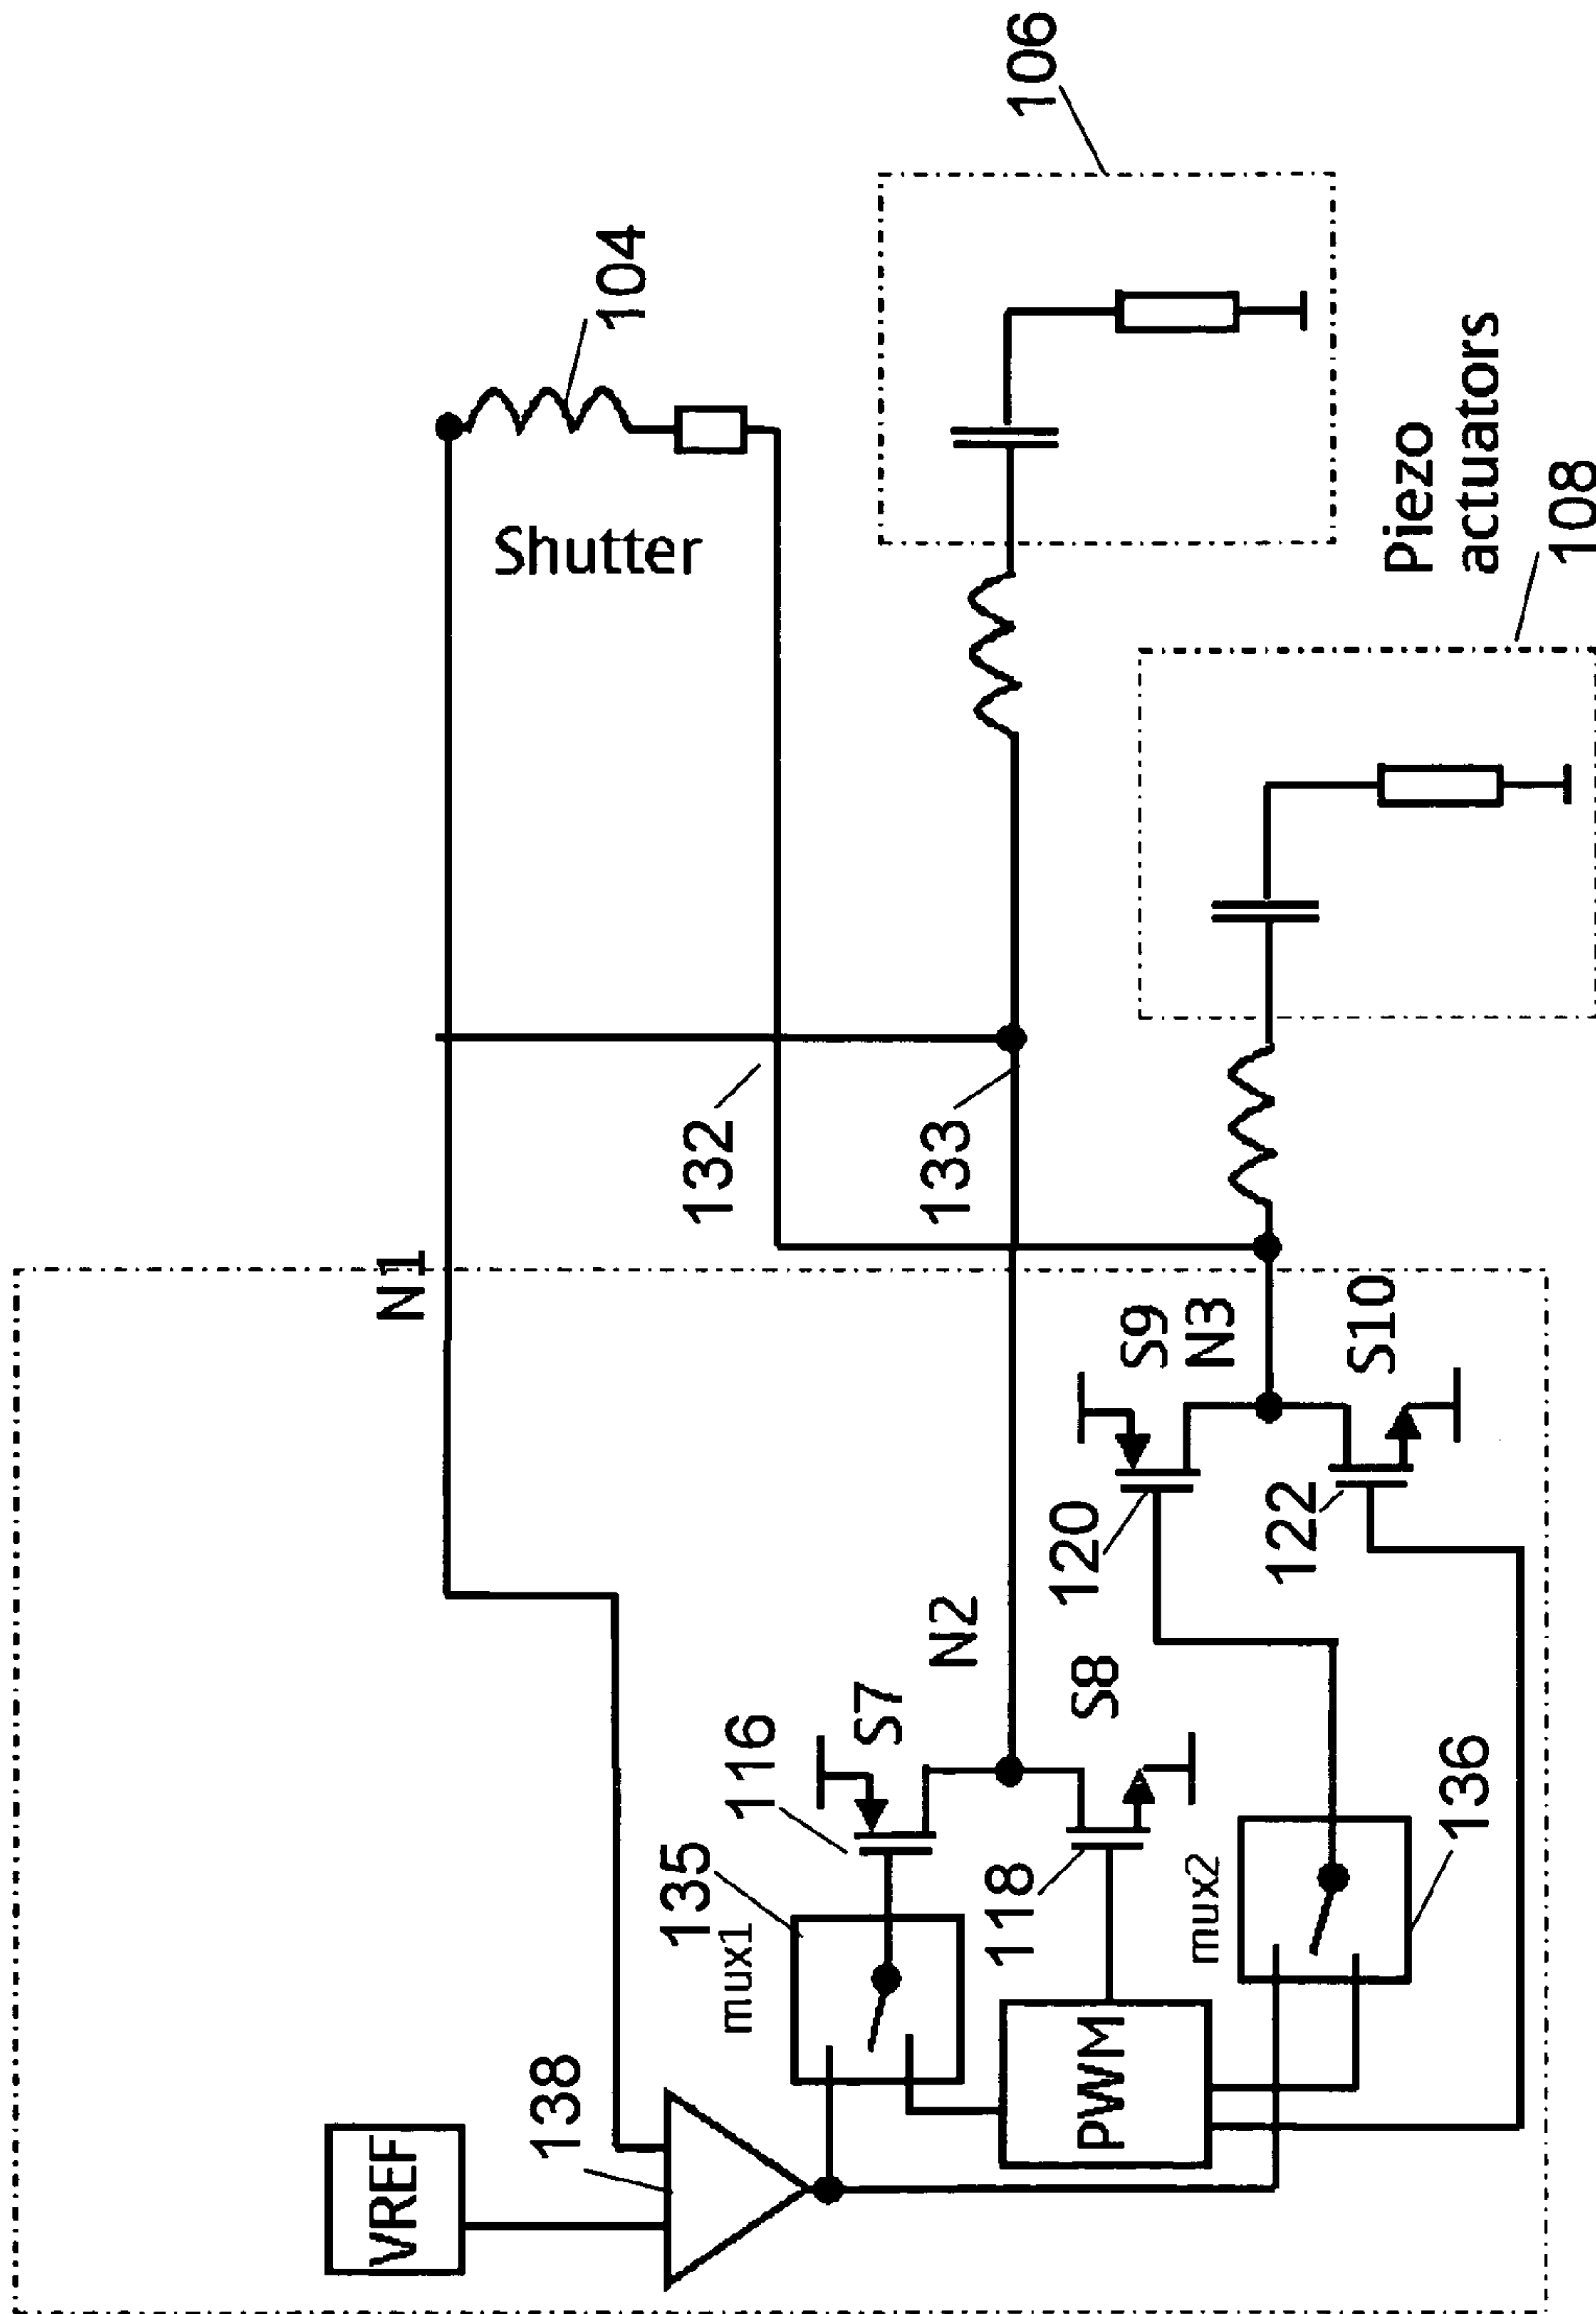 VREF
138
N1
Shutter
104
106
132
133
135
mux1
116
S7
N2
118
S8
PWM
mux2
136
120
S9
N3
122
S10
Piezo
actuators
108